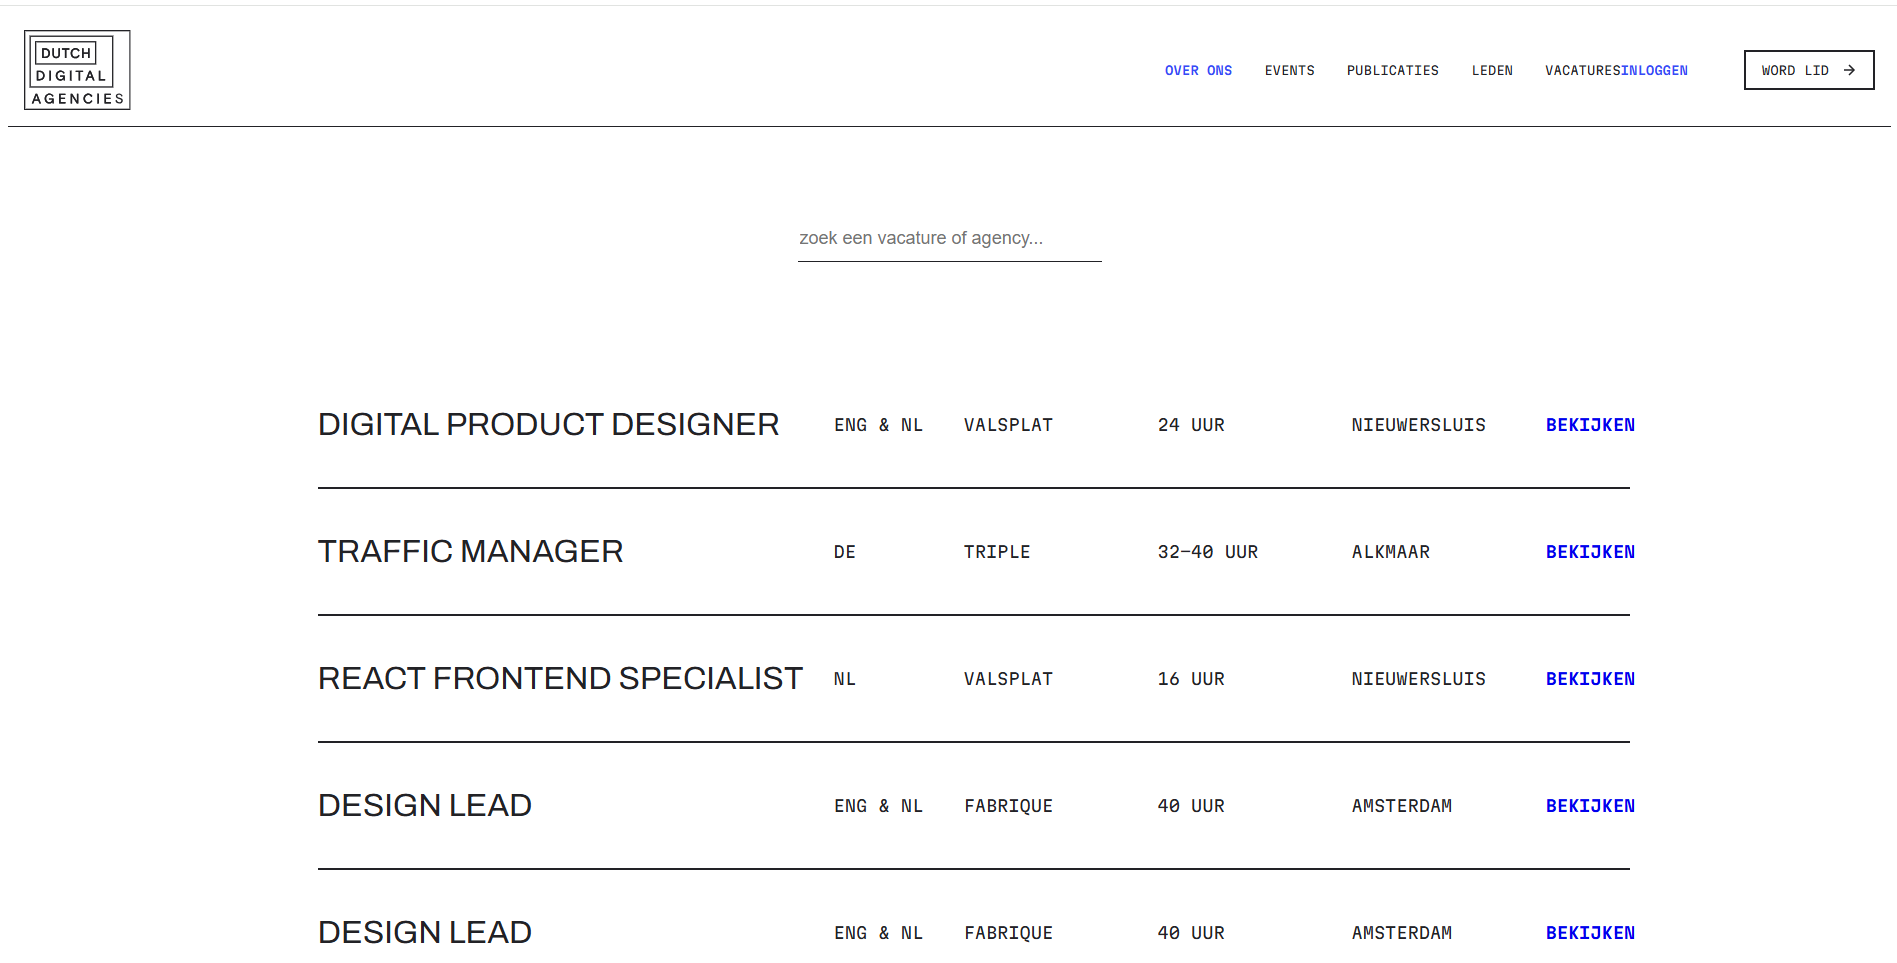 DUTCH
DIGITAL
AGENCIES
OVER ONS EVENTS PUBLICATIES LEDEN VACATURESINLOGGEN WORD LID →
zoek een vacature of agency...
DIGITAL PRODUCT DESIGNER ENG & NL VALSPLAT 24 UUR NIEUWERSLUIS BEKIJKEN
TRAFFIC MANAGER DE TRIPLE 32-40 UUR ALKMAAR BEKIJKEN
REACT FRONTEND SPECIALIST NL VALSPLAT 16 UUR NIEUWERSLUIS BEKIJKEN
DESIGN LEAD ENG & NL FABRIQUE 40 UUR AMSTERDAM BEKIJKEN
DESIGN LEAD ENG & NL FABRIQUE 40 UUR AMSTERDAM BEKIJKEN